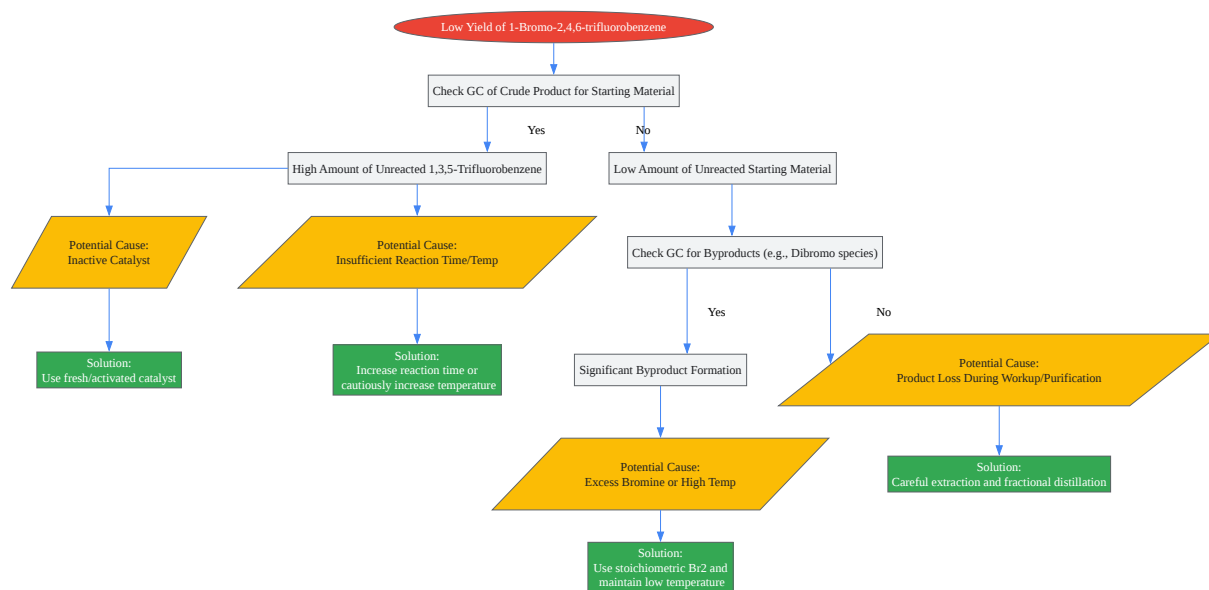 Low Yield of 1-Bromo-2,4,6-trifluorobenzene
Check GC of Crude Product for Starting Material
Yes
No
High Amount of Unreacted 1,3,5-Trifluorobenzene
Low Amount of Unreacted Starting Material
Potential Cause:
Inactive Catalyst
Potential Cause:
Insufficient Reaction Time/Temp
Check GC for Byproducts (e.g., Dibromo species)
Yes
No
Solution:
Use fresh/activated catalyst
Solution:
Increase reaction time or
cautiously increase temperature
Significant Byproduct Formation
Potential Cause:
Product Loss During Workup/Purification
Potential Cause:
Excess Bromine or High Temp
Solution:
Careful extraction and fractional distillation
Solution:
Use stoichiometric Br2 and
maintain low temperature